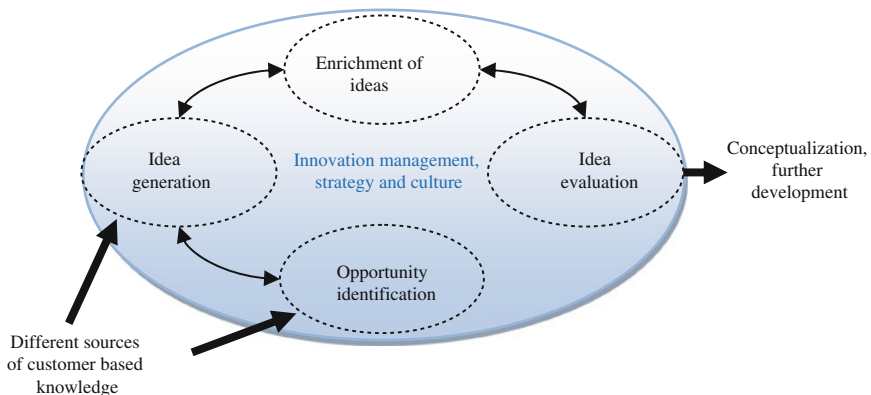 Enrichment of
ideas
Idea
generation
Innovation management,
strategy and culture
Idea
evaluation
Conceptualization,
further
development
Opportunity
identification
Different sources
of customer based
knowledge